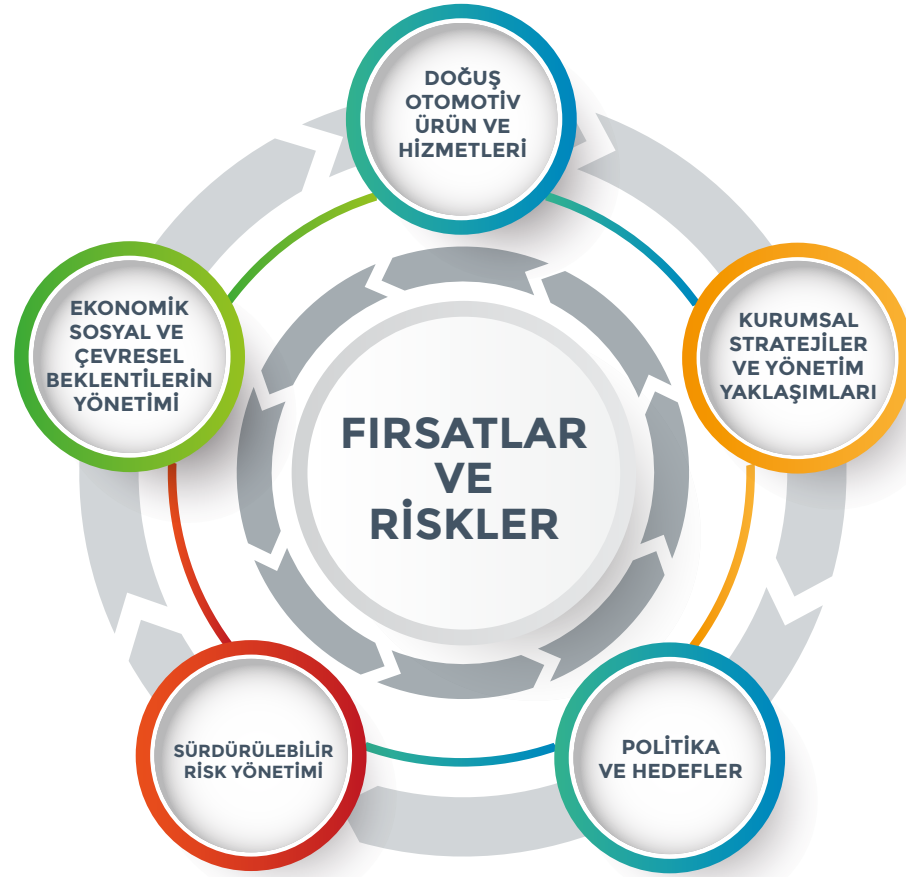 DOĞUŞ
OTOMOTİV
ÜRÜN VE
HİZMETLERİ
KURUMSAL
STRATEJİLER
VE YÖNETİM
YAKLAŞIMLARI
POLİTİKA
VE HEDEFLER
SÜRDÜRÜLEBİLİR
RİSK YÖNETİMİ
EKONOMİK
SOSYAL VE
ÇEVRESEL
BEKLENTİLERİN
YÖNETİMİ
FIRSATLAR
VE
RİSKLER